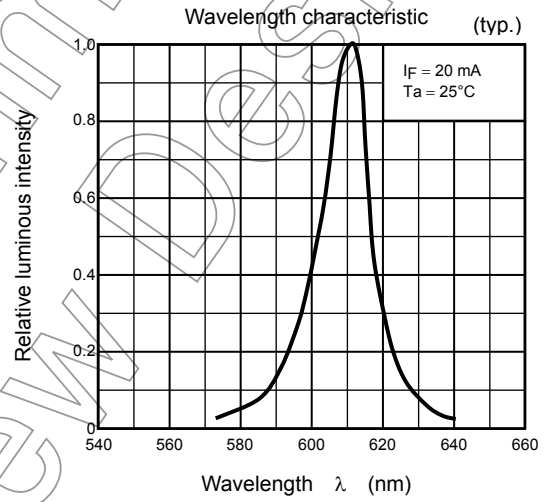 Wavelength characteristic
(typ.)
IF = 20 mA
Ta = 25°C
Relative luminous intensity
1.0
0.8
0.6
0.4
0.2
0
540 560 580 600 620 640 660
Wavelength λ (nm)